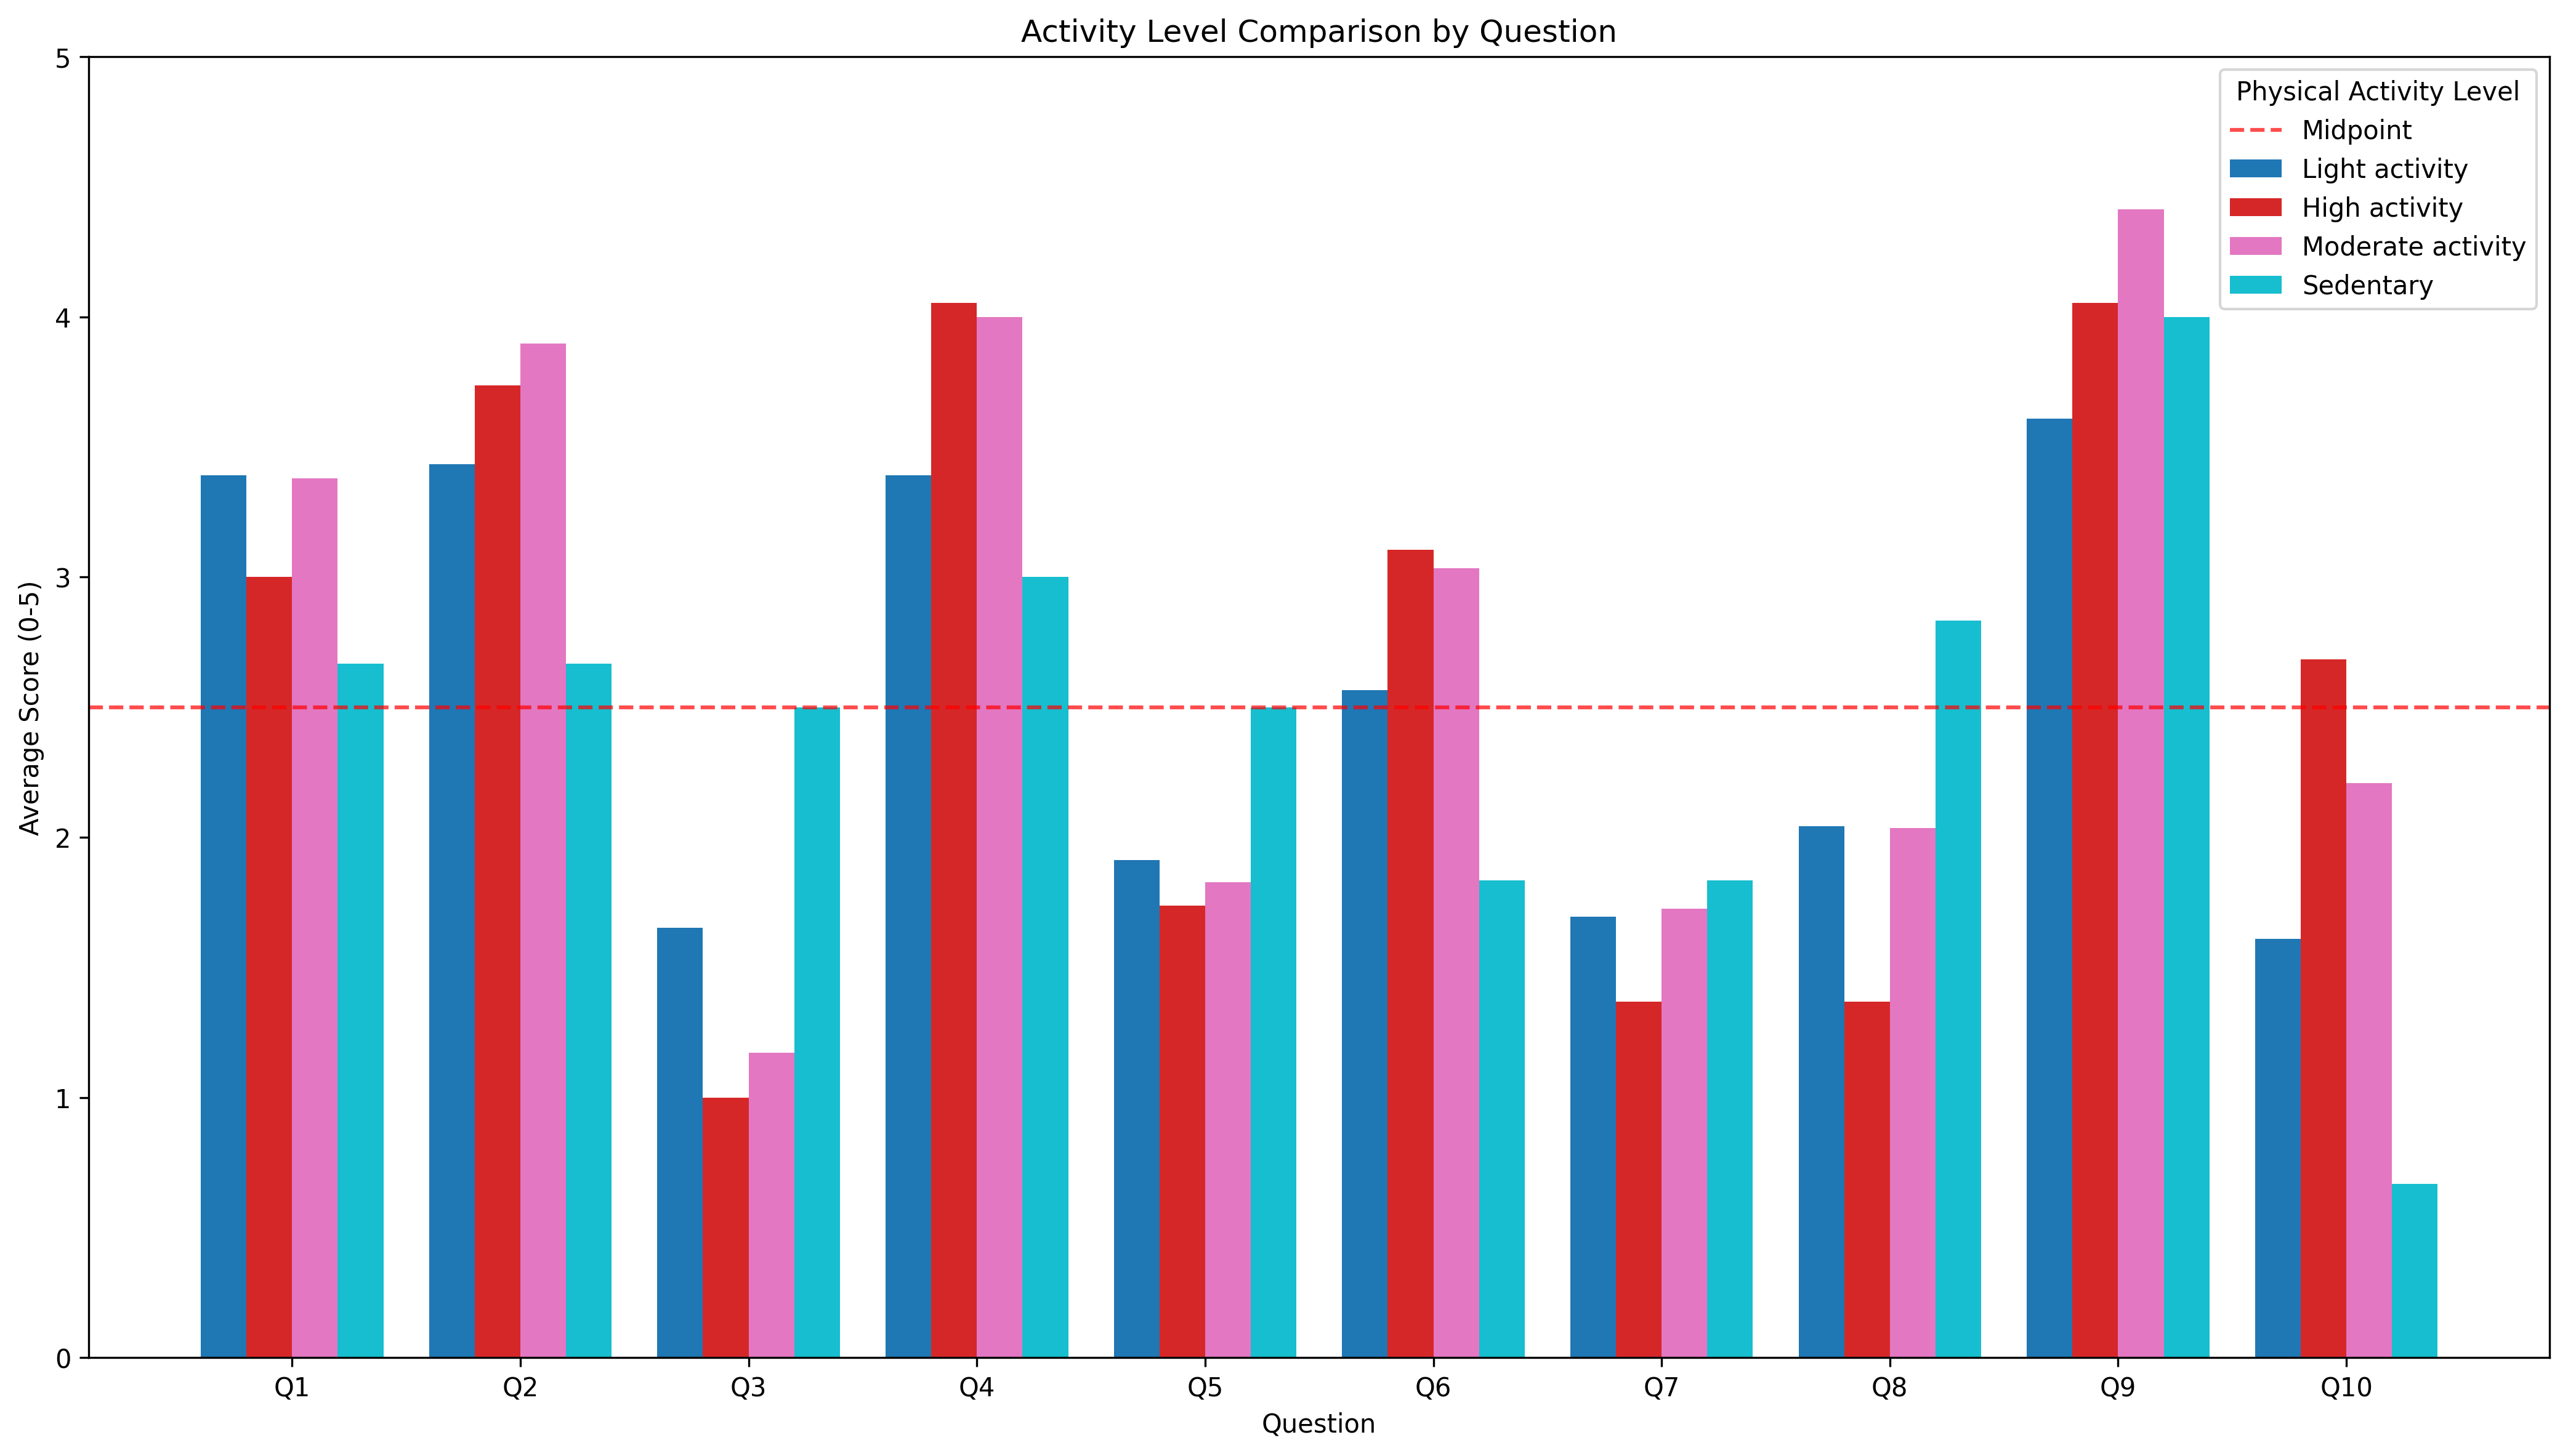 Activity Level Comparison by Question
Physical Activity Level
Midpoint
Light activity
High activity
Moderate activity
Sedentary
Average Score (0-5)
5
4
3
2
1
0
Q1 Q2 Q3 Q4 Q5 Q6 Q7 Q8 Q9 Q10
Question